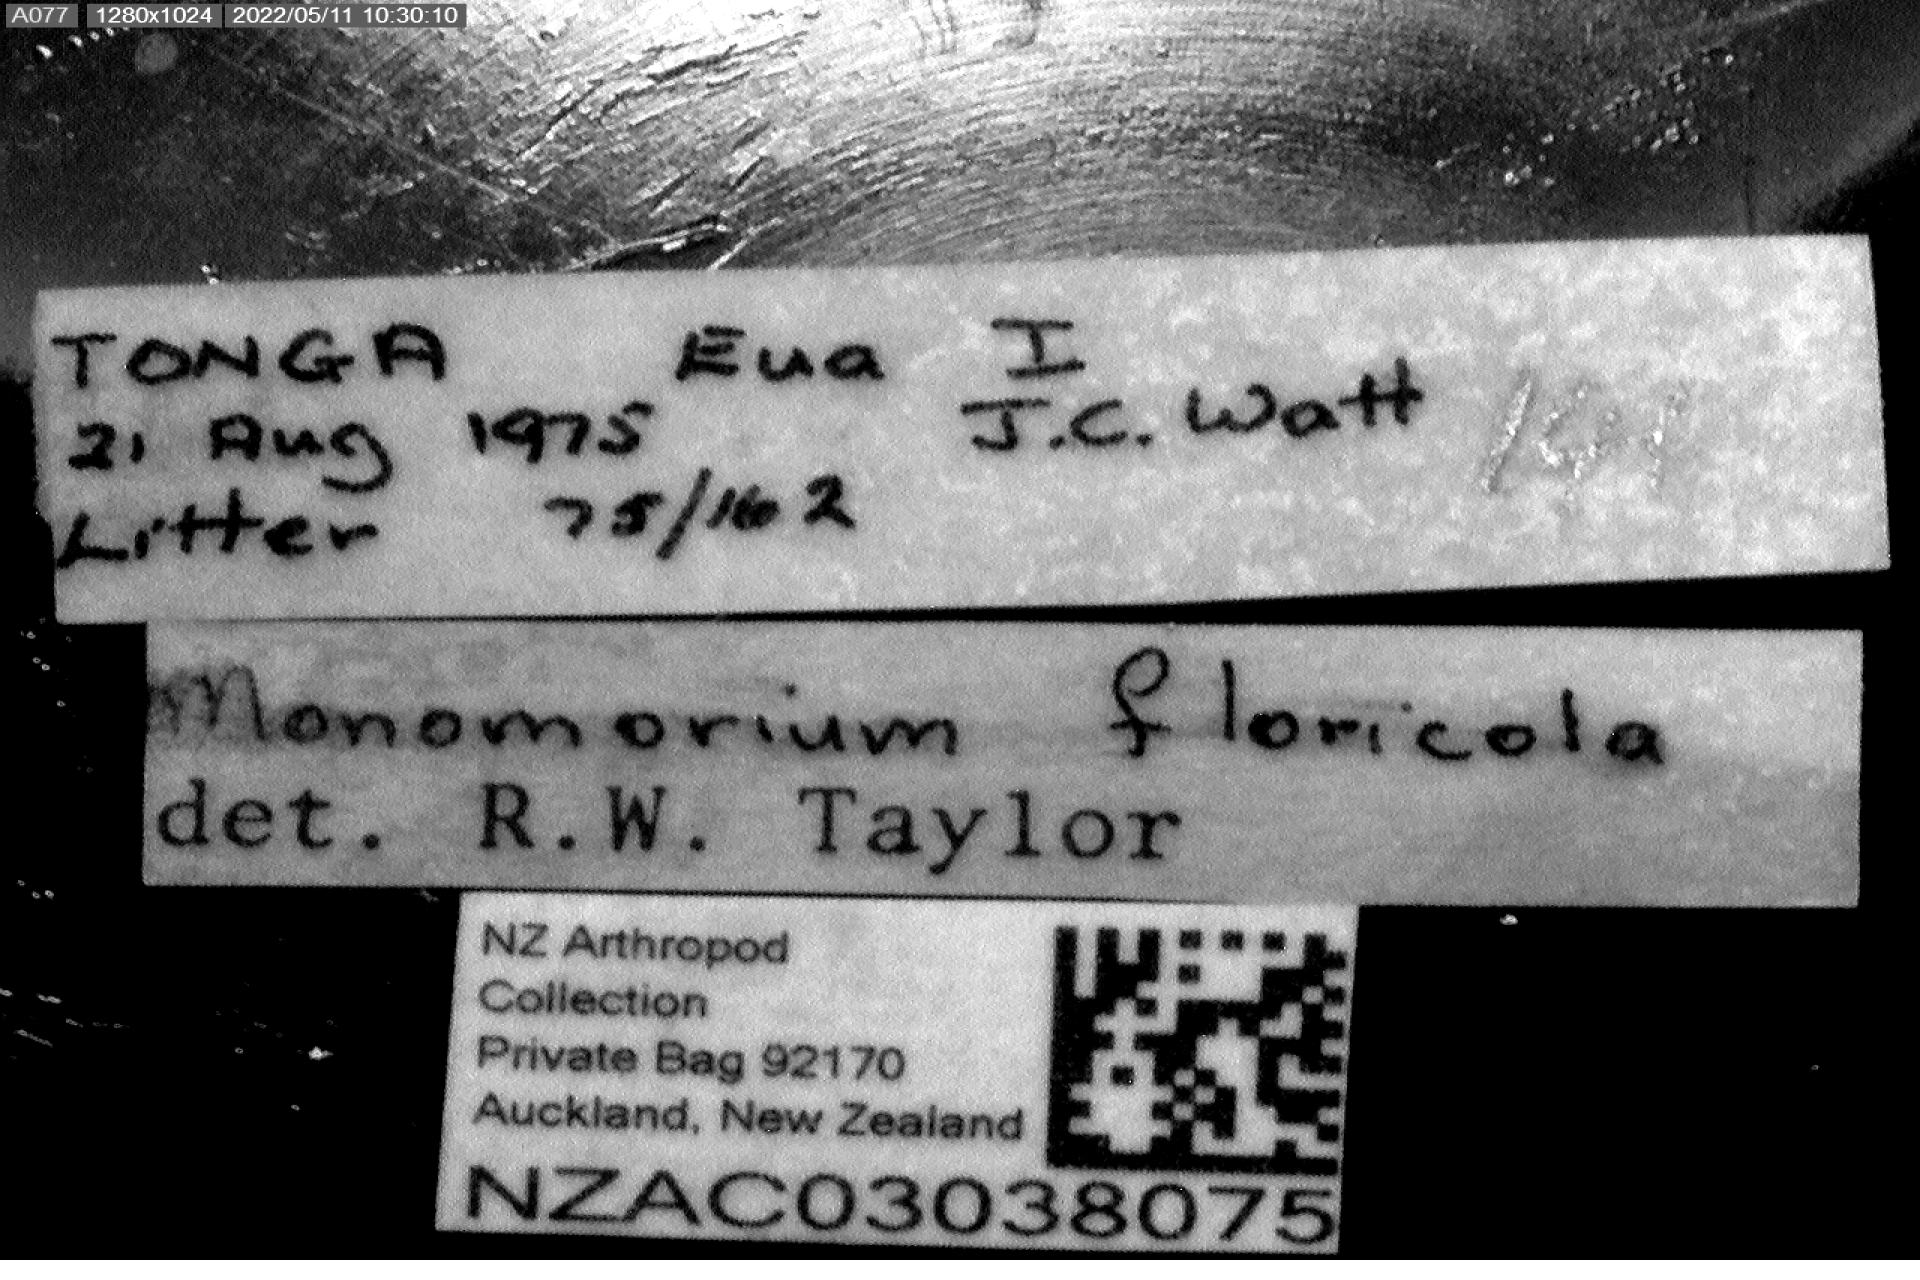 A077 1280x1024 2022/05/11 10:30:10
TONGA Eua I
21 Aug 1975 J.C. Watt
Litter 75/162
Monomorium floricola
det. R.W. Taylor
NZ Arthropod
Collection
Private Bag 92170
Auckland, New Zealand
NZAC03038075